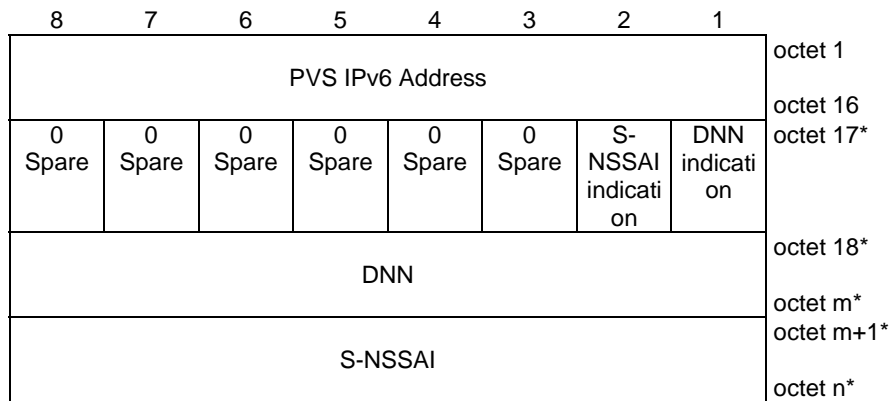 8 7 6 5 4 3 2 1
octet 1
PVS IPv6 Address
octet 16
0 0 0 0 0 0 S- DNN octet 17*
Spare Spare Spare Spare Spare Spare NSSAI indicati
indicati on
on
octet 18*
DNN
octet m*
octet m+1*
S-NSSAI
octet n*